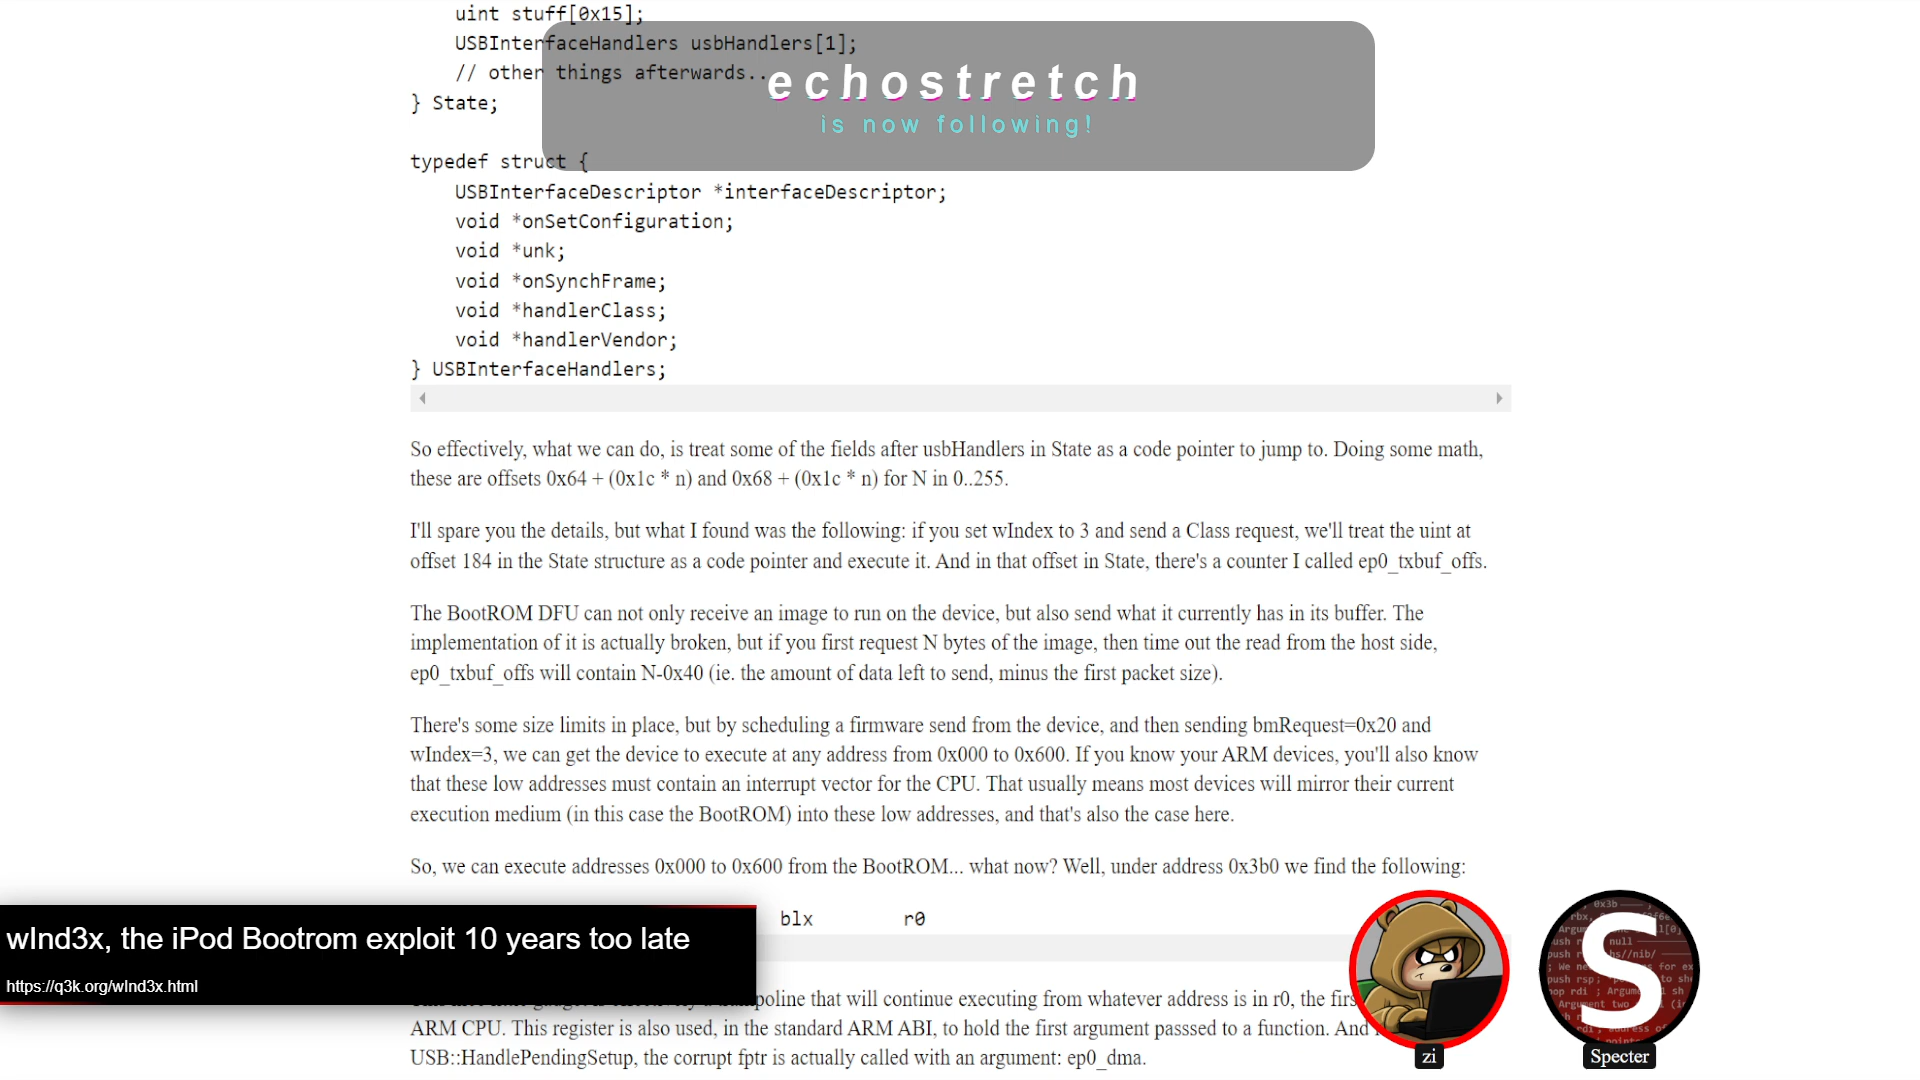 uint stuff[0x15];
USBInterfaceHandlers usbHandlers[1];
// other things afterwards..
} State;
echostretch
is now following!
typedef struct {
USBInterfaceDescriptor *interfaceDescriptor;
void *onSetConfiguration;
void *unk;
void *onSynchFrame;
void *handlerClass;
void *handlerVendor;
} USBInterfaceHandlers;
So effectively, what we can do, is treat some of the fields after usbHandlers in State as a code pointer to jump to. Doing some math,
these are offsets 0x64 + (0x1c * n) and 0x68 + (0x1c * n) for N in 0..255.
I'll spare you the details, but what I found was the following: if you set wIndex to 3 and send a Class request, we'll treat the uint at
offset 184 in the State structure as a code pointer and execute it. And in that offset in State, there's a counter I called ep0_txbuf_offs.
The BootROM DFU can not only receive an image to run on the device, but also send what it currently has in its buffer. The
implementation of it is actually broken, but if you first request N bytes of the image, then time out the read from the host side,
ep0_txbuf_offs will contain N-0x40 (ie. the amount of data left to send, minus the first packet size).
There's some size limits in place, but by scheduling a firmware send from the device, and then sending bmRequest=0x20 and
wIndex=3, we can get the device to execute at any address from 0x000 to 0x600. If you know your ARM devices, you'll also know
that these low addresses must contain an interrupt vector for the CPU. That usually means most devices will mirror their current
execution medium (in this case the BootROM) into these low addresses, and that's also the case here.
So, we can execute addresses 0x000 to 0x600 from the BootROM... what now? Well, under address 0x3b0 we find the following:
blx r0
wInd3x, the iPod Bootrom exploit 10 years too late
https://q3k.org/wInd3x.html
that will continue executing from whatever address is in r0, the
ARM CPU. This register is also used, in the standard ARM ABI, to hold the first argument passsed to a function. And
USB::HandlePendingSetup, the corrupt fptr is actually called with an argument: ep0_dma.
zi
S
Specter